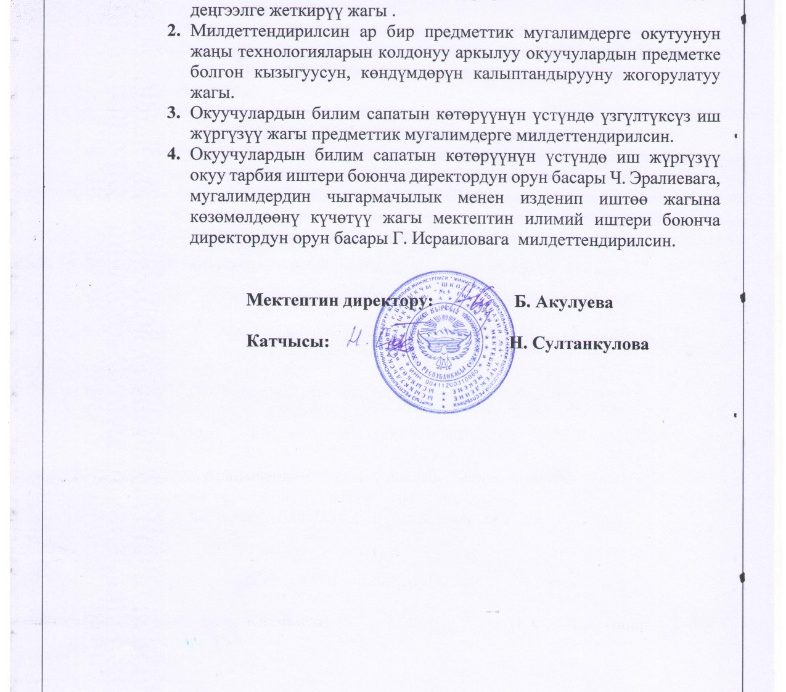 деңгээлге жеткирүү жагы .
2. Милдеттендирилсин ар бир предметтик мугалимдерге окутуунун
жаңы технологияларын колдонуу аркылуу окуучулардын предметке
болгон кызыгуусун, көндүмдөрүн калыптандырууну жогорулатуу
жагы.
3. Окуучулардын билим сапатын көтөрүүнүн үстүндө үзгүлтүксүз иш
жүргүзүү жагы предметтик мугалимдерге милдеттендирилсин.
4. Окуучулардын билим сапатын көтөрүүнүн үстүндө иш жүргүзүү
окуу тарбия иштери боюнча директордун орун басары Ч. Эралиевага,
мугалимдердин чыгармачылык менен изденип иштөө жагына
көзөмөлдөөнү күчөтүү жагы мектептин илимий иштери боюнча
директордун орун басары Г. Исраиловага милдеттендирилсин.
Мектептин директору: Б. Акулуева
Катчысы: Н. Султанкулова